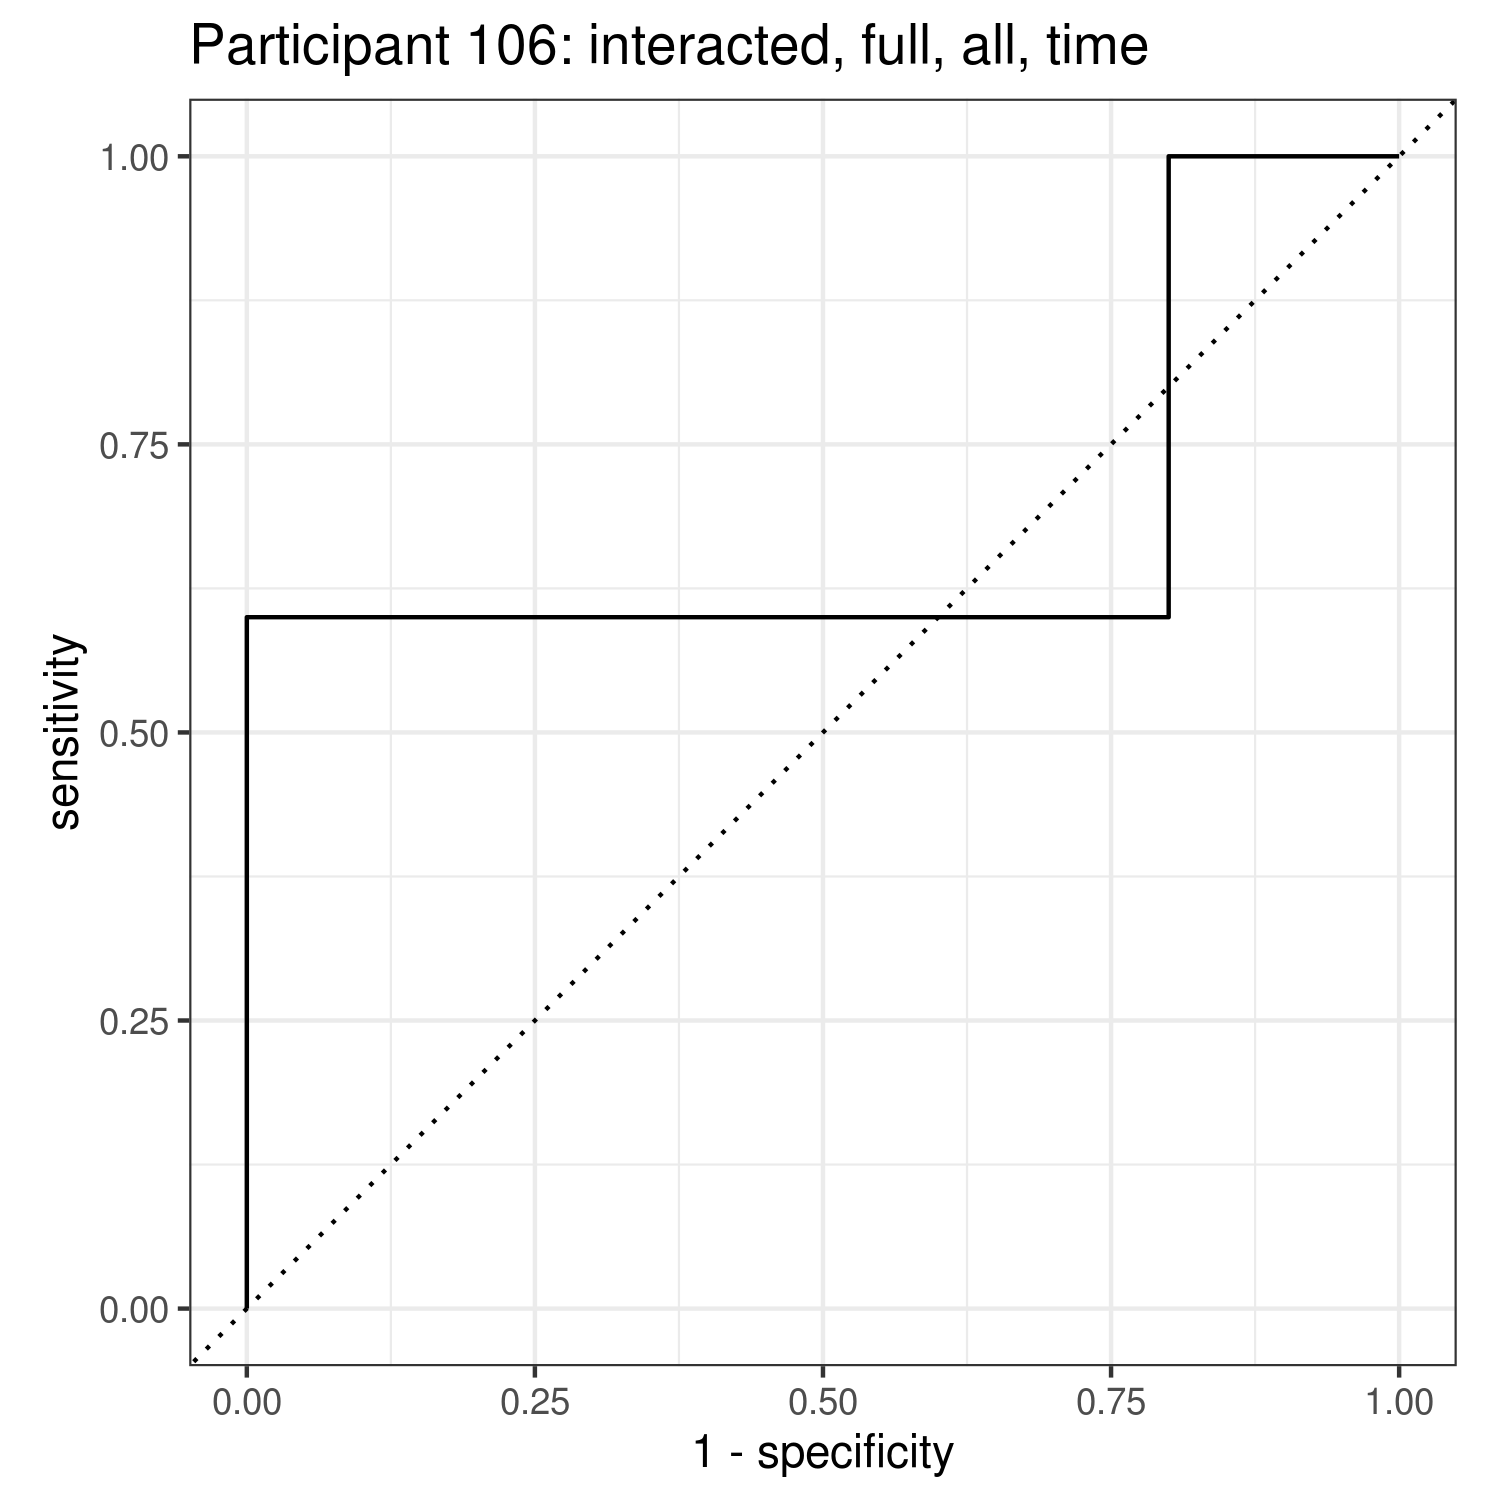 Participant 106: interacted, full, all, time
1.00
0.75
0.50
0.25
0.00
sensitivity
0.00 0.25 0.50 0.75 1.00
1 - specificity